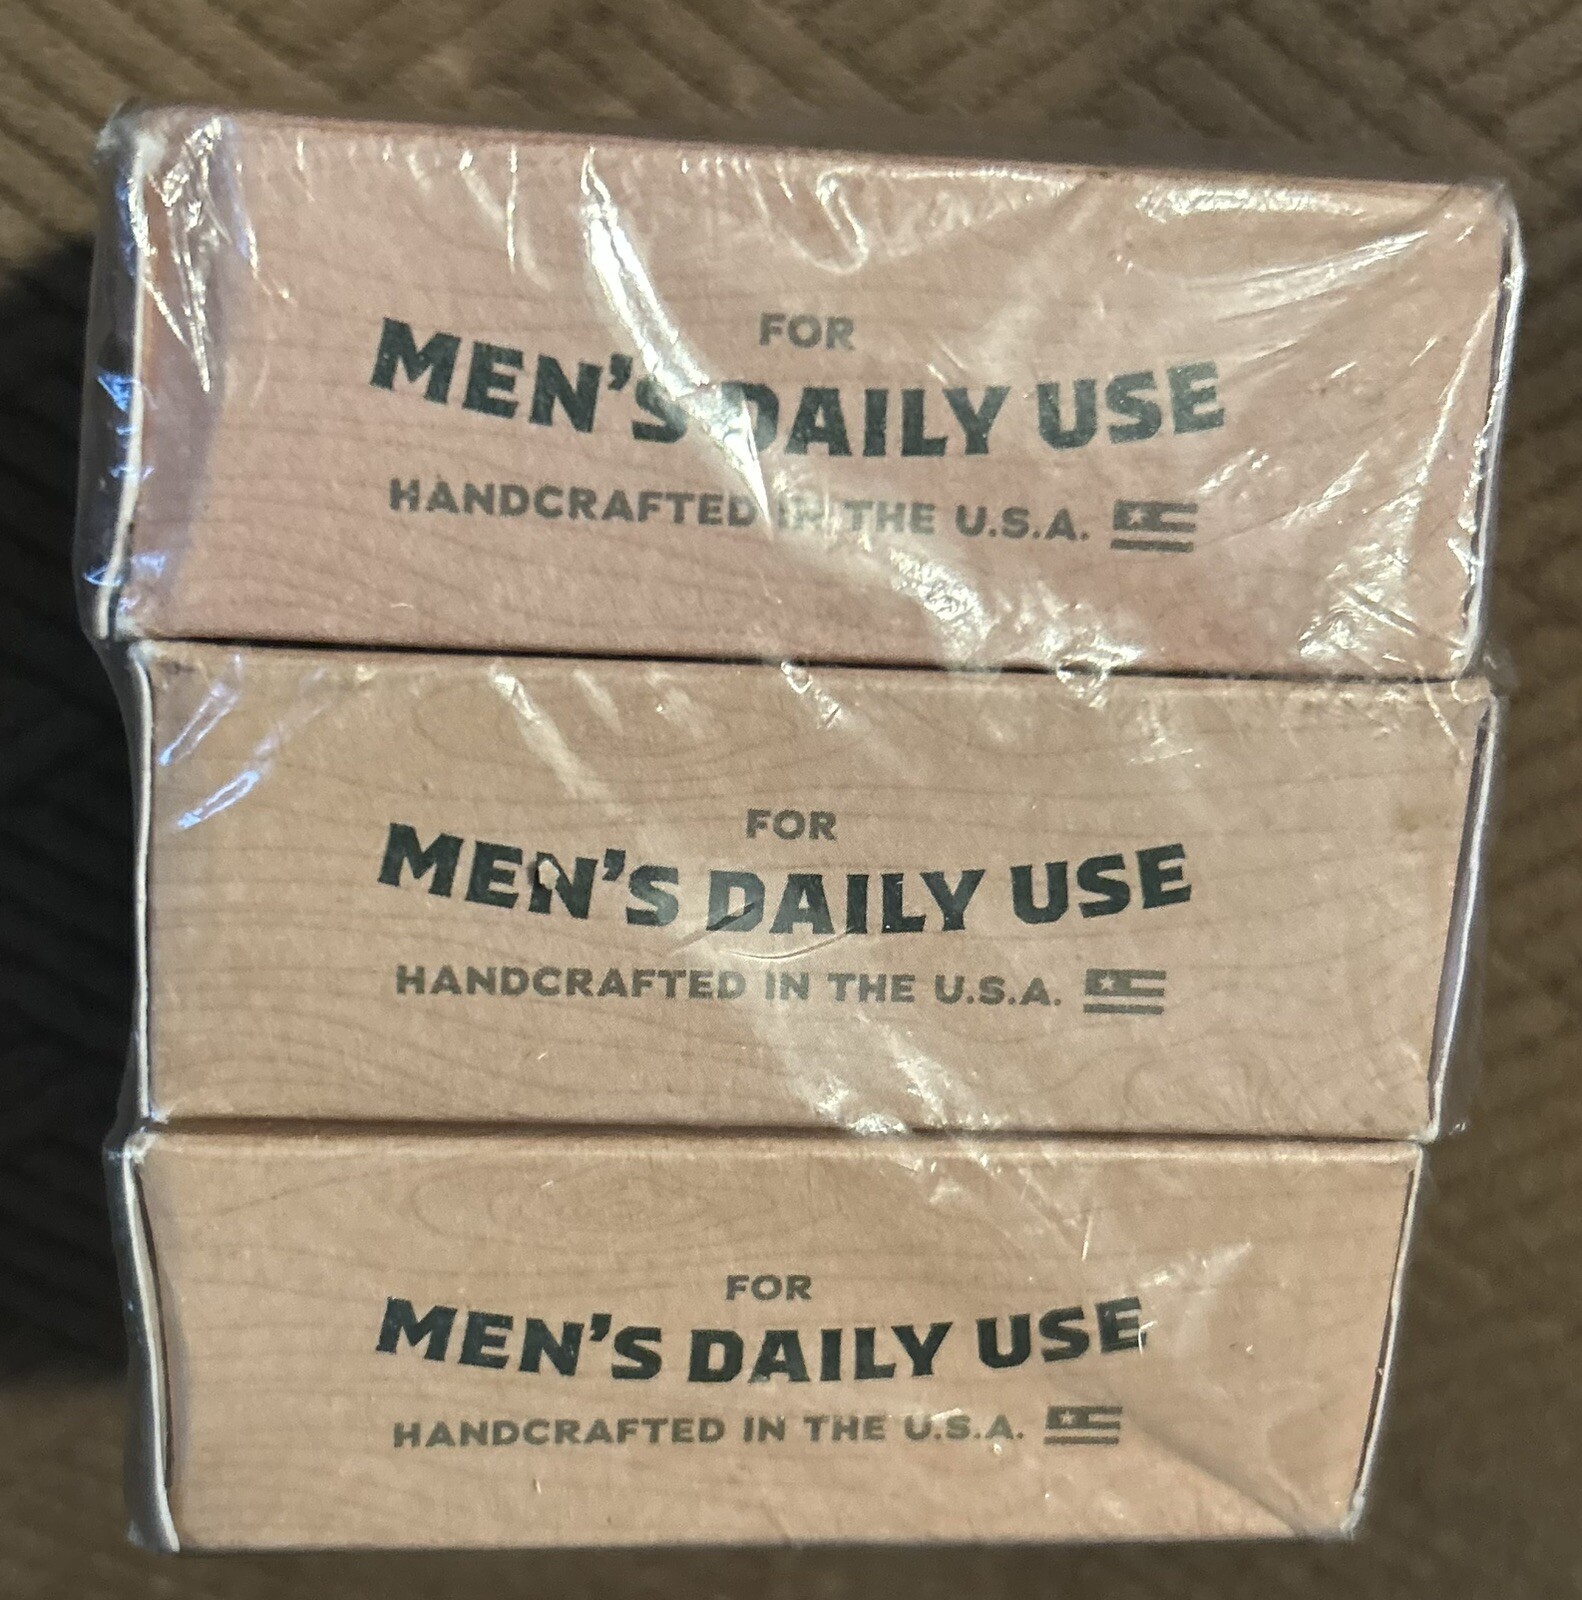 FOR
MEN'S DAILY USE
HANDCRAFTED IN THE U.S.A.
FOR
MEN'S DAILY USE
HANDCRAFTED IN THE U.S.A.
FOR
MEN'S DAILY USE
HANDCRAFTED IN THE U.S.A.